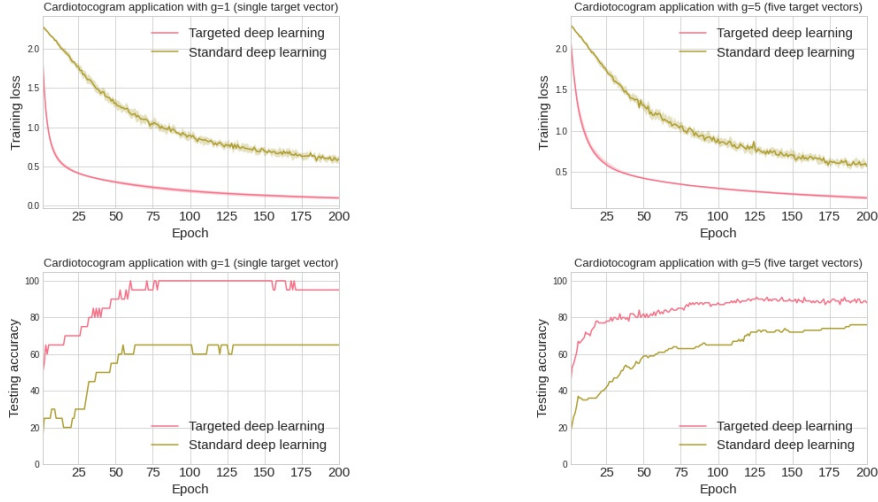 Cardiotocogram application with g=1 (single target vector)
Targeted deep learning
Standard deep learning
Training loss
2.0
1.5
1.0
0.5
0.0
25 50 75 100 125 150 175 200
Epoch
Cardiotocogram application with g=5 (five target vectors)
Targeted deep learning
Standard deep learning
Training loss
2.0
1.5
1.0
0.5
25 50 75 100 125 150 175 200
Epoch
Cardiotocogram application with g=1 (single target vector)
Testing accuracy
100
80
60
40
20
0
Targeted deep learning
Standard deep learning
25 50 75 100 125 150 175 200
Epoch
Cardiotocogram application with g=5 (five target vectors)
Testing accuracy
100
80
60
40
20
0
Targeted deep learning
Standard deep learning
25 50 75 100 125 150 175 200
Epoch